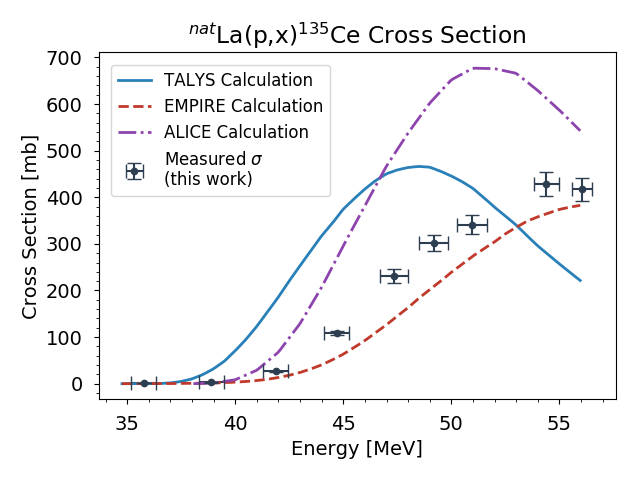 ⁿᵃᵗLa(p,x)¹³⁵Ce Cross Section
700
600
500
400
300
200
100
0
Cross Section [mb]
TALYS Calculation
EMPIRE Calculation
ALICE Calculation
Measured σ
(this work)
35 40 45 50 55
Energy [MeV]